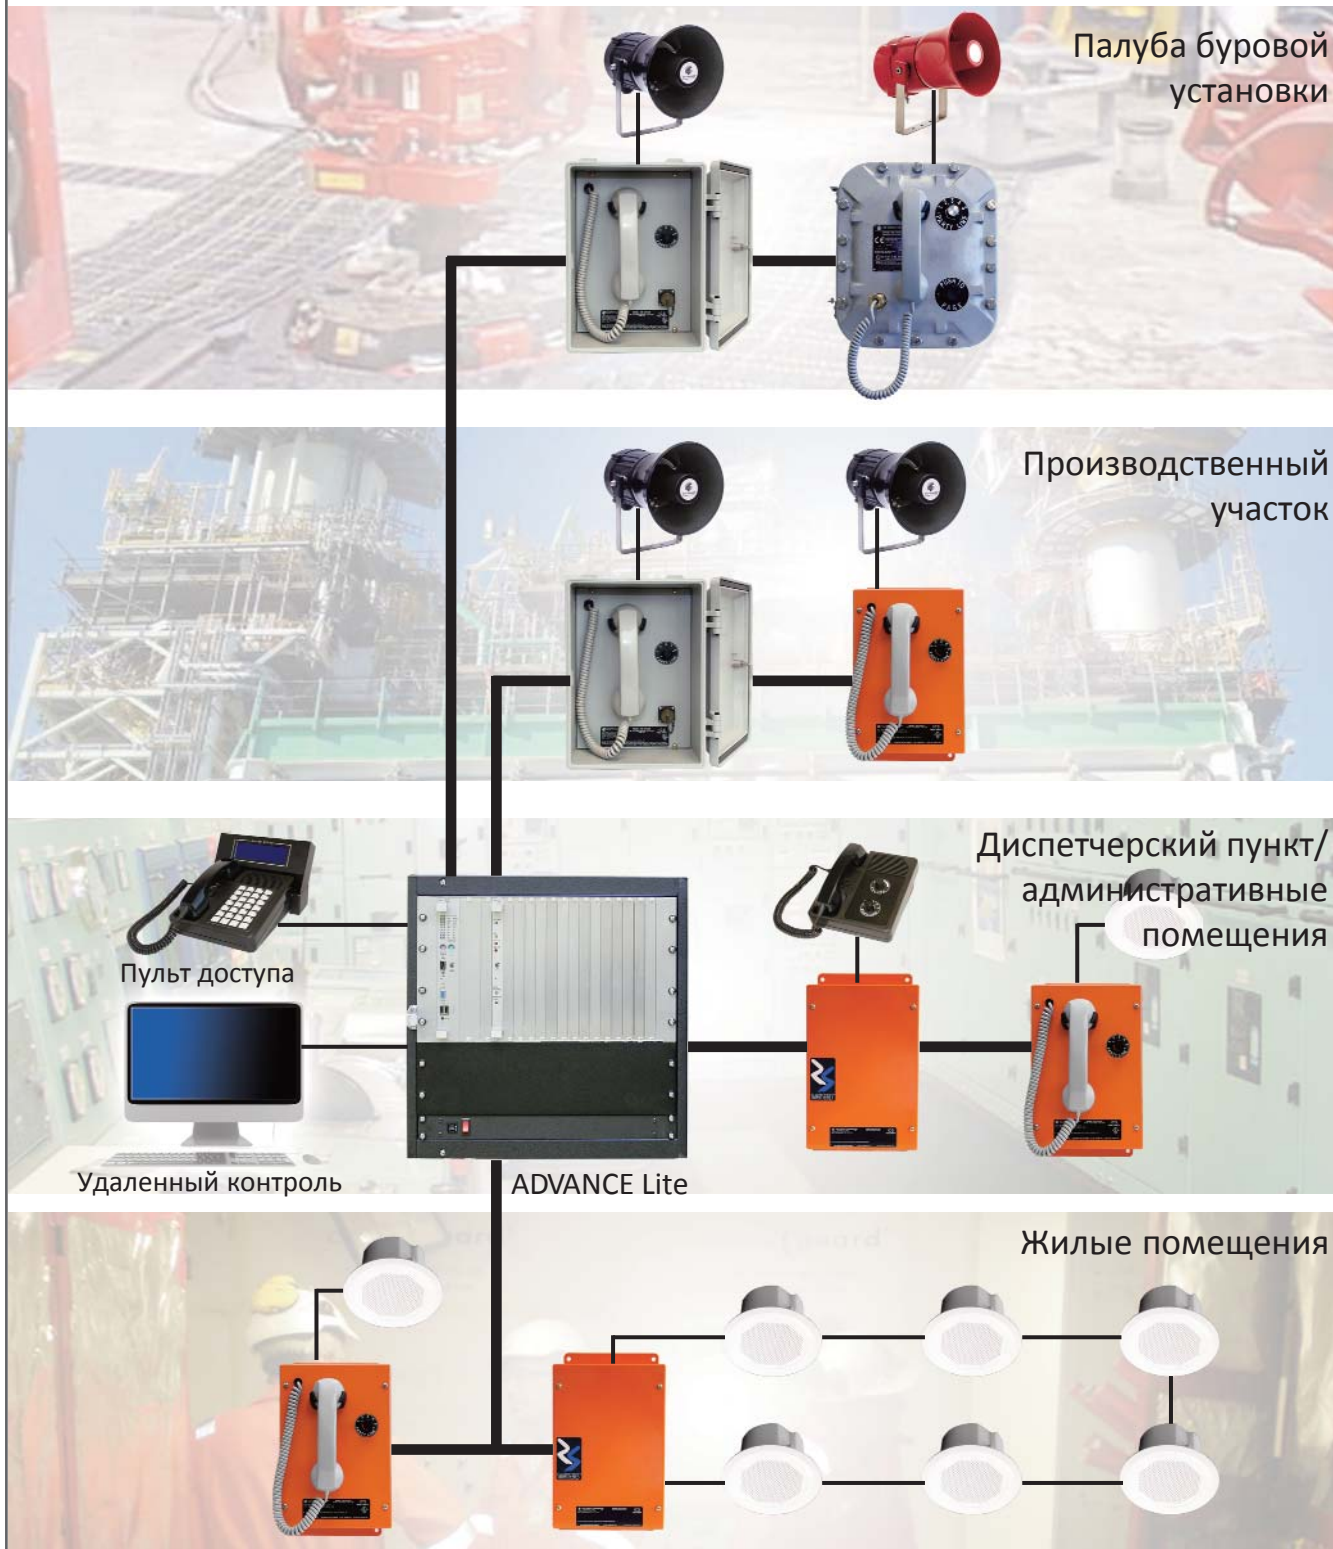 Палуба буровой
установки
Производственный
участок
Диспетчерский пункт/
административные
помещения
Пульт доступа
Удаленный контроль
ADVANCE Lite
Жилые помещения